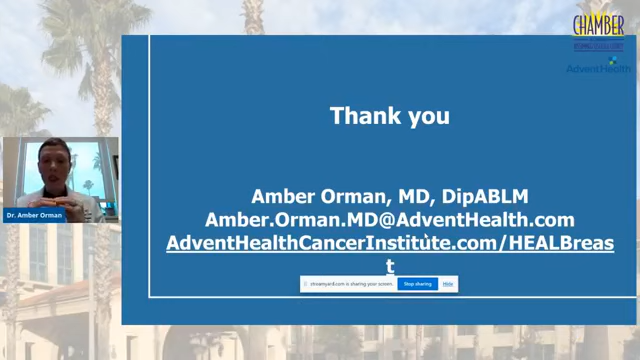 CHAMBER
AdventHealth
Thank you
Amber Orman, MD, DipABLM
Amber.Orman.MD@AdventHealth.com
AdventHealthCancerInstitute.com/HEALBreas
t
streamyard.com is sharing your screen.
Stop sharing
Hide
Dr. Amber Orman